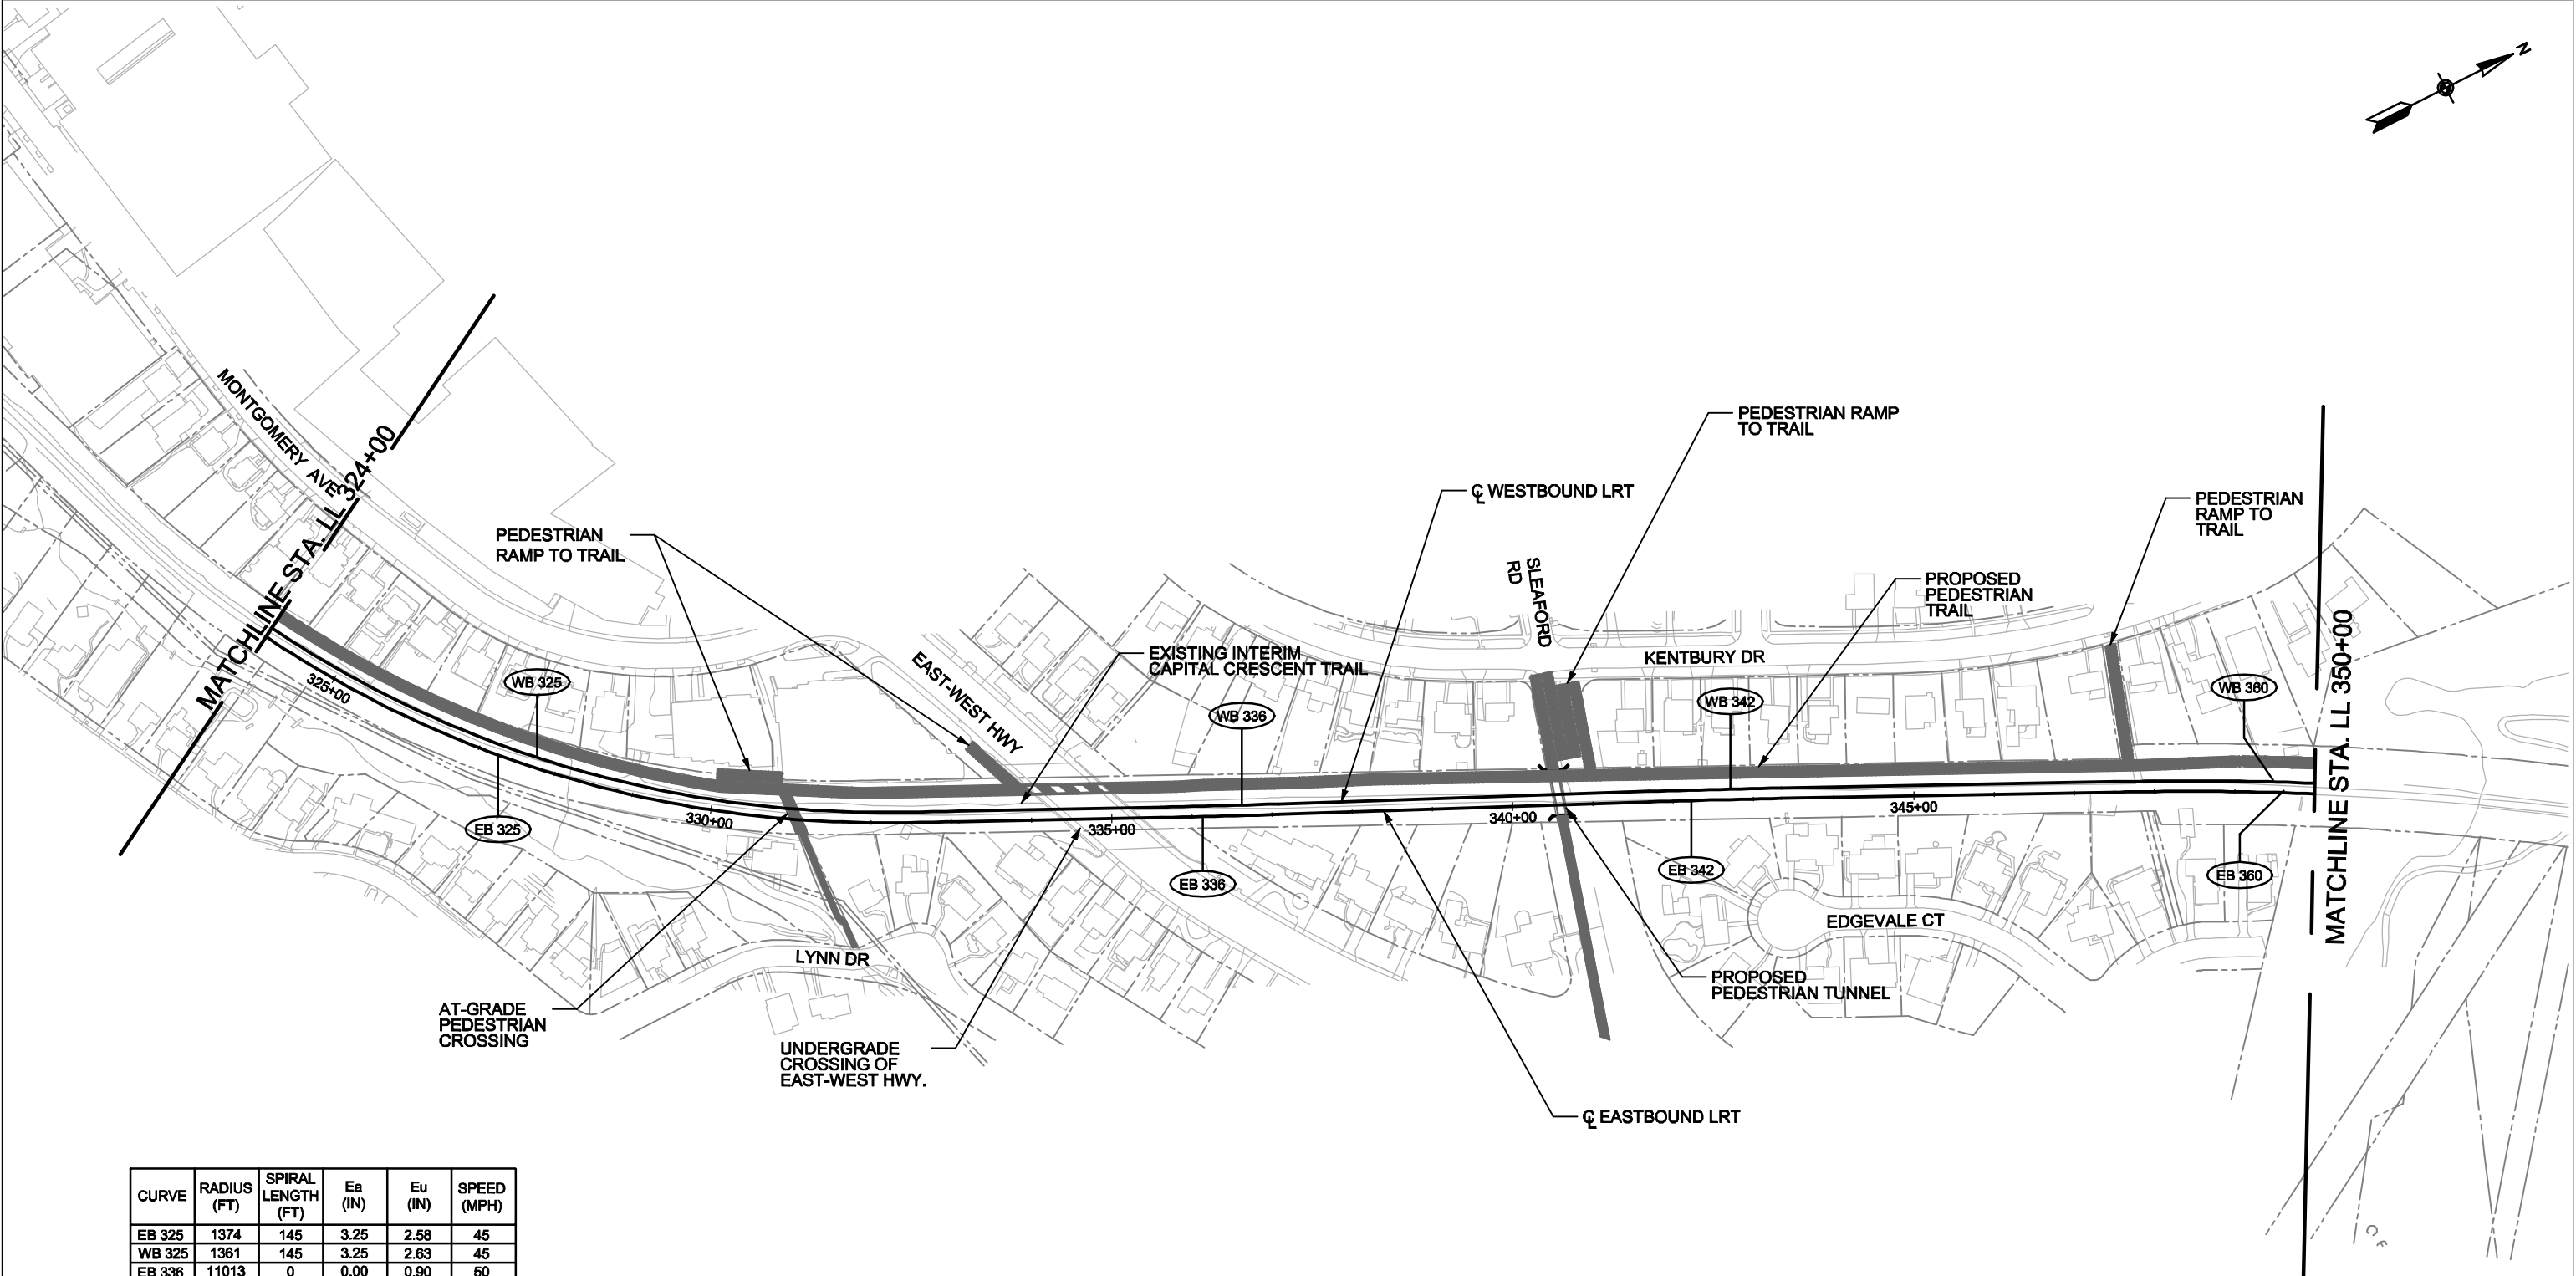 N
MONTGOMERY AVE
MATCHLINE STA. LL 324+00
PEDESTRIAN
RAMP TO TRAIL
℄ WESTBOUND LRT
PEDESTRIAN RAMP
TO TRAIL
PEDESTRIAN
RAMP TO
TRAIL
SLEAFORD
RD
PROPOSED
PEDESTRIAN
TRAIL
KENTBURY DR
EAST-WEST HWY
EXISTING INTERIM
CAPITAL CRESCENT TRAIL
WB 325
WB 336
WB 342
WB 360
MATCHLINE STA. LL 350+00
325+00
330+00
335+00
340+00
345+00
EB 325
EB 336
EB 342
EB 360
LYNN DR
EDGEVALE CT
AT-GRADE
PEDESTRIAN
CROSSING
UNDERGRADE
CROSSING OF
EAST-WEST HWY.
PROPOSED
PEDESTRIAN TUNNEL
℄ EASTBOUND LRT
CURVE RADIUS (FT) SPIRAL LENGTH (FT) Ea (IN) Eu (IN) SPEED (MPH)
EB 325 1374 145 3.25 2.58 45
WB 325 1361 145 3.25 2.63 45
EB 336 11013 0 0.00 0.90 50